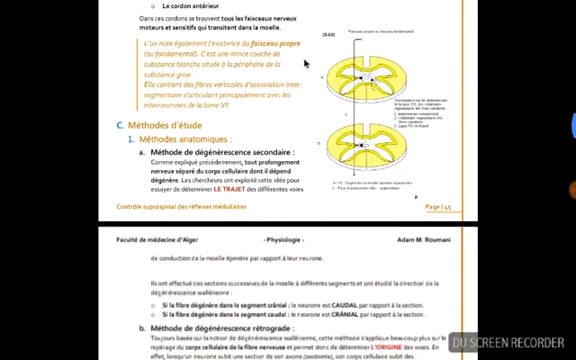 o Le cordon antérieur.
Dans ces cordons se trouvent tous les faisceaux nerveux
moteurs et sensitifs qui transitent dans la moelle.
L'on note également l'existence du faisceau propre
(ou fondamental). C'est une mince couche de
substance blanche située à la périphérie de la
substance grise.
Elle contient des fibres verticales d'association inter-
segmentaire s'articulant principalement avec les
interneurones de la lame VII.
Faisceau propre ou faisceau fondamental
C. Méthodes d'étude
1. Méthodes anatomiques :
a. Méthode de dégénérescence secondaire :
Comme expliqué précédemment, tout prolongement
nerveux séparé du corps cellulaire dont il dépend
dégénère. Les chercheurs ont exploité cette idée pour
essayer de déterminer LE TRAJET des différentes voies
Contrôle supraspinal des réflexes médullaires
Page | 45
Faculté de médecine d'Alger - Physiologie - Adam M. Roumani
de conduction de la moelle épinière par rapport à leur neurone.
Ils ont effectué des sections successives de la moelle à différents segments et ont étudié la direction de la
dégénérescence wallérienne :
o Si la fibre dégénère dans le segment crânial : le neurone est CAUDAL par rapport à la section.
o Si la fibre dégénère dans le segment caudal : le neurone est CRÂNIAL par rapport à la section.
b. Méthode de dégénérescence rétrograde :
Toujours basée sur la notion de dégénérescence wallérienne, cette méthode s'applique beaucoup plus sur le
repérage du corps cellulaire de la fibre nerveuse et permet donc de déterminer L'ORIGINE des voies. En
effet, lorsqu'un neurone subit une section de son axone (axotomie), son corps cellulaire subit des
DU SCREEN RECORDER